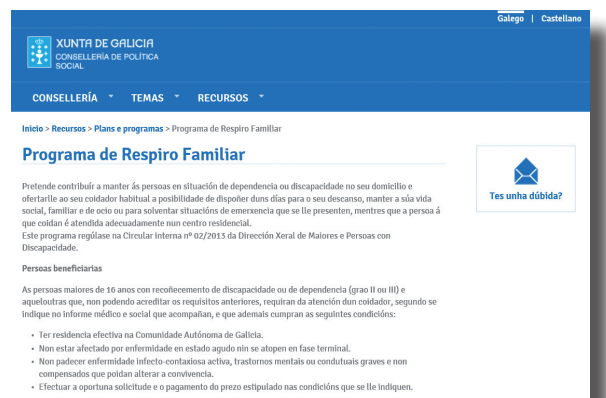 Galego | Castellano
XUNTA DE GALICIA
CONSELLERÍA DE POLÍTICA
SOCIAL
CONSELLERÍA TEMAS RECURSOS
Inicio > Recursos > Plans e programas > Programa de Respiro Familiar
Programa de Respiro Familiar
Tes unha dúbida?
Pretende contribuír a manter ás persoas en situación de dependencia ou discapacidade no seu domicilio e
ofertarlle ao seu coidador habitual a posibilidade de dispoñer duns días para o seu descanso, manter a súa vida
social, familiar e de ocio ou para solventar situacións de emerxencia que se lle presenten, mentres que a persoa á
que coidan é atendida adecuadamente nun centro residencial.
Este programa regúlase na Circular interna nº 02/2013 da Dirección Xeral de Maiores e Persoas con
Discapacidade.
Persoas beneficiarias
As persoas maiores de 16 anos con recoñecemento de discapacidade ou de dependencia (grao II ou III) e
aqueloutras que, non podendo acreditar os requisitos anteriores, requiran da atención dun coidador, segundo se
indique no informe médico e social que acompañan, e que ademais cumpran as seguintes condicións:
• Ter residencia efectiva na Comunidade Autónoma de Galicia.
• Non estar afectado por enfermidade en estado agudo nin se atopen en fase terminal.
• Non padecer enfermidade infecto-contaxiosa activa, trastornos mentais ou condutuais graves e non
compensados que poidan alterar a convivencia.
• Efectuar a oportuna solicitude e o pagamento do prezo estipulado nas condicións que se lle indiquen.